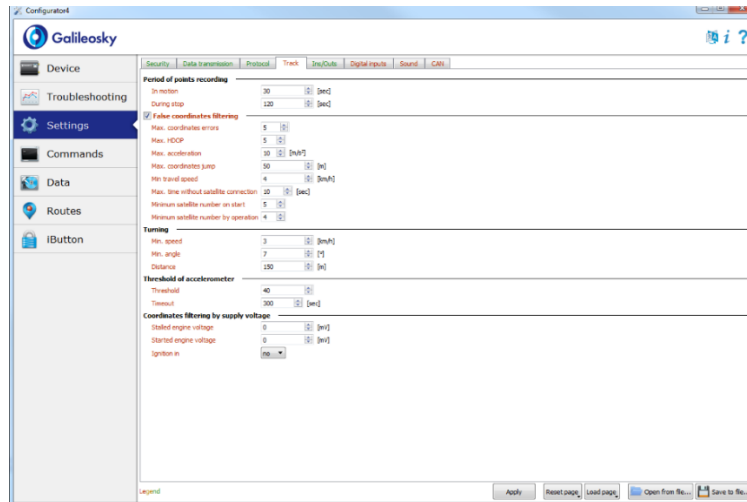 Configurator4
Galileosky
Device
Troubleshooting
Settings
Commands
Data
Routes
iButton
Security Data transmission Protocol Track Ins/Outs Digital inputs Sound CAN
Period of points recording
In motion 30 [sec]
During stop 120 [sec]
False coordinates filtering
Max. coordinates errors 5
Max. HDOP 5
Max. acceleration 10 [m/s²]
Max. coordinates jump 50 [m]
Min travel speed 4 [km/h]
Max. time without satellite connection 10 [sec]
Minimum satellite number on start 5
Minimum satellite number by operation 4
Turning
Min. speed 3 [km/h]
Min. angle 7 [°]
Distance 150 [m]
Threshold of accelerometer
Threshold 40
Timeout 300 [sec]
Coordinates filtering by supply voltage
Stalled engine voltage 0 [mV]
Started engine voltage 0 [mV]
Ignition in no
Legend Apply Reset page Load page Open from file... Save to file...